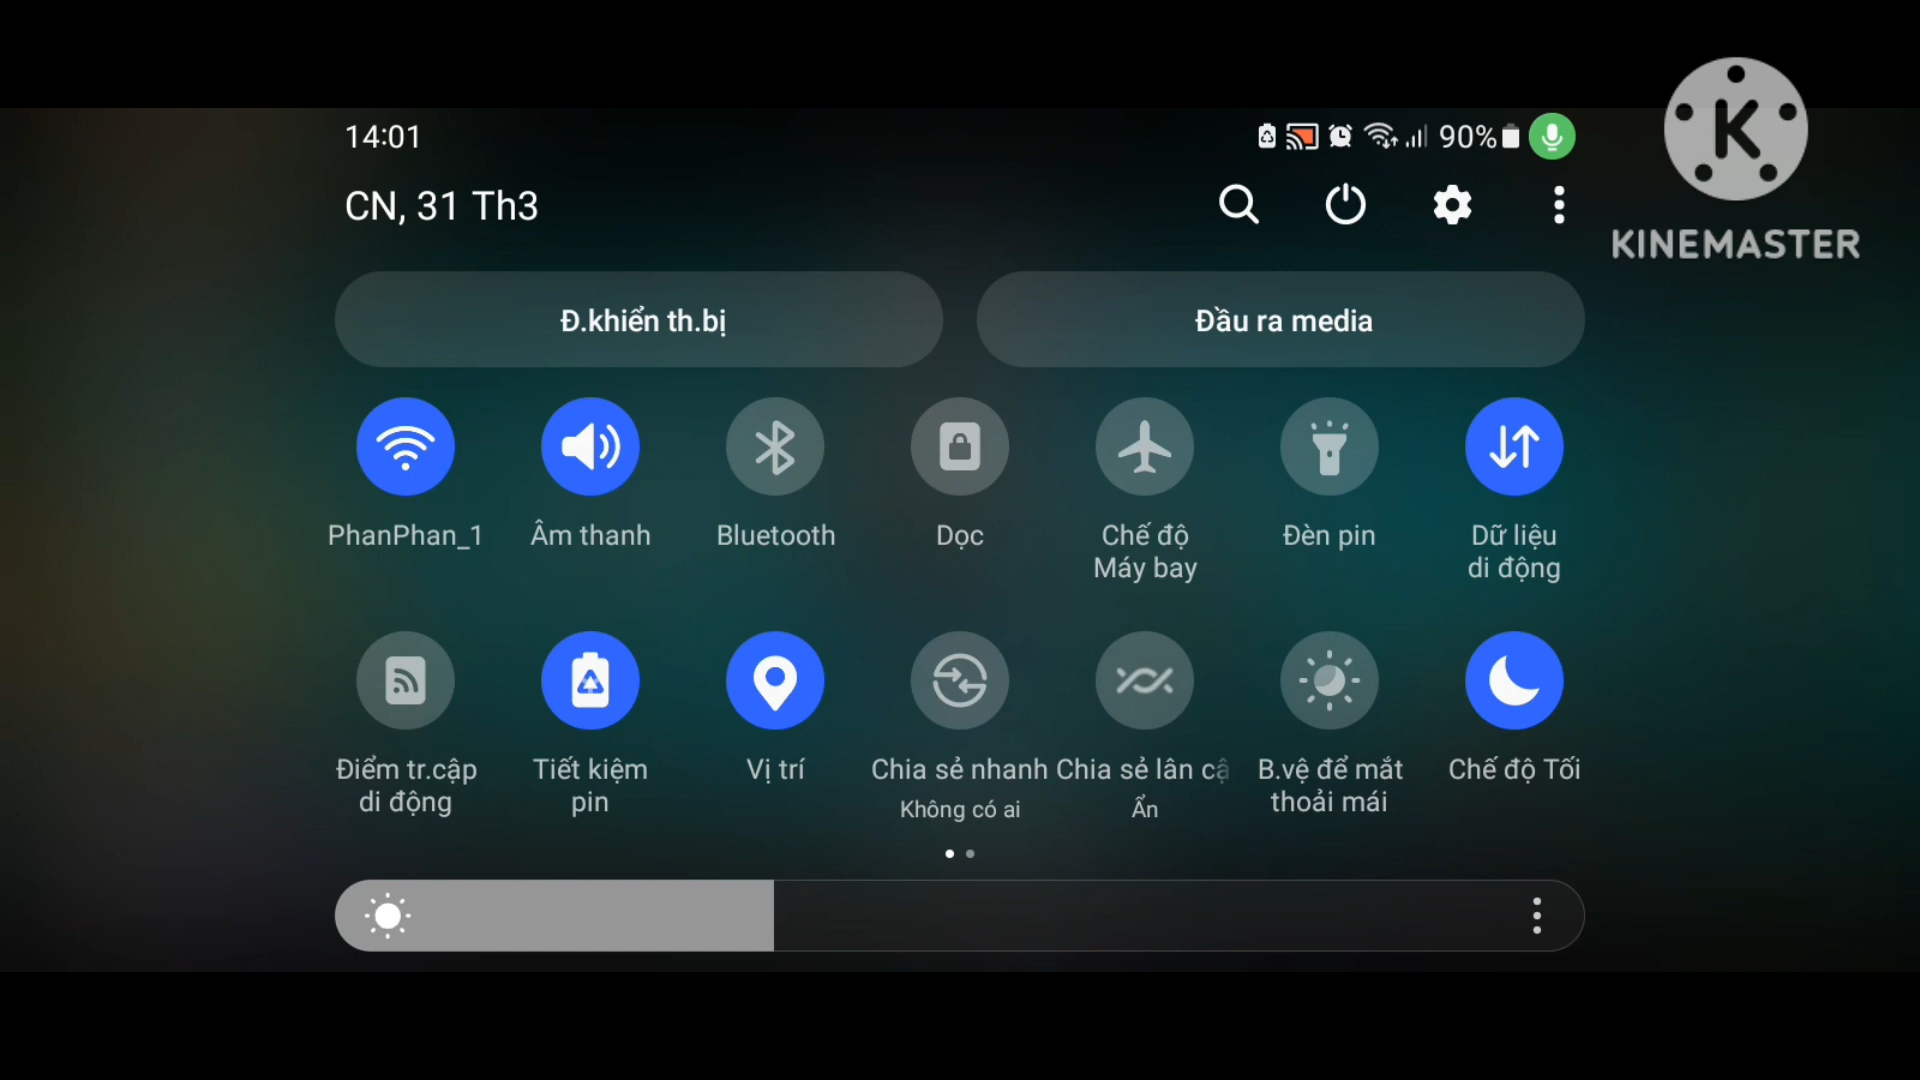 14:01
90%
CN, 31 Th3
KINEMASTER
Đ.khiển th.bị
Đầu ra media
PhanPhan_1
Âm thanh
Bluetooth
Dọc
Chế độ
Máy bay
Đèn pin
Dữ liệu
di động
Điểm tr.cập
di động
Tiết kiệm
pin
Vị trí
Chia sẻ nhanh
Không có ai
Chia sẻ lân cậ
Ẩn
B.vệ để mắt
thoải mái
Chế độ Tối